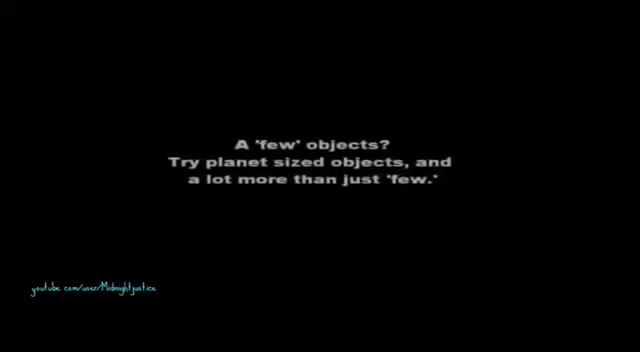 A 'few' objects?
Try planet sized objects, and
a lot more than just 'few.'
youtube.com/user/Midnightjustice